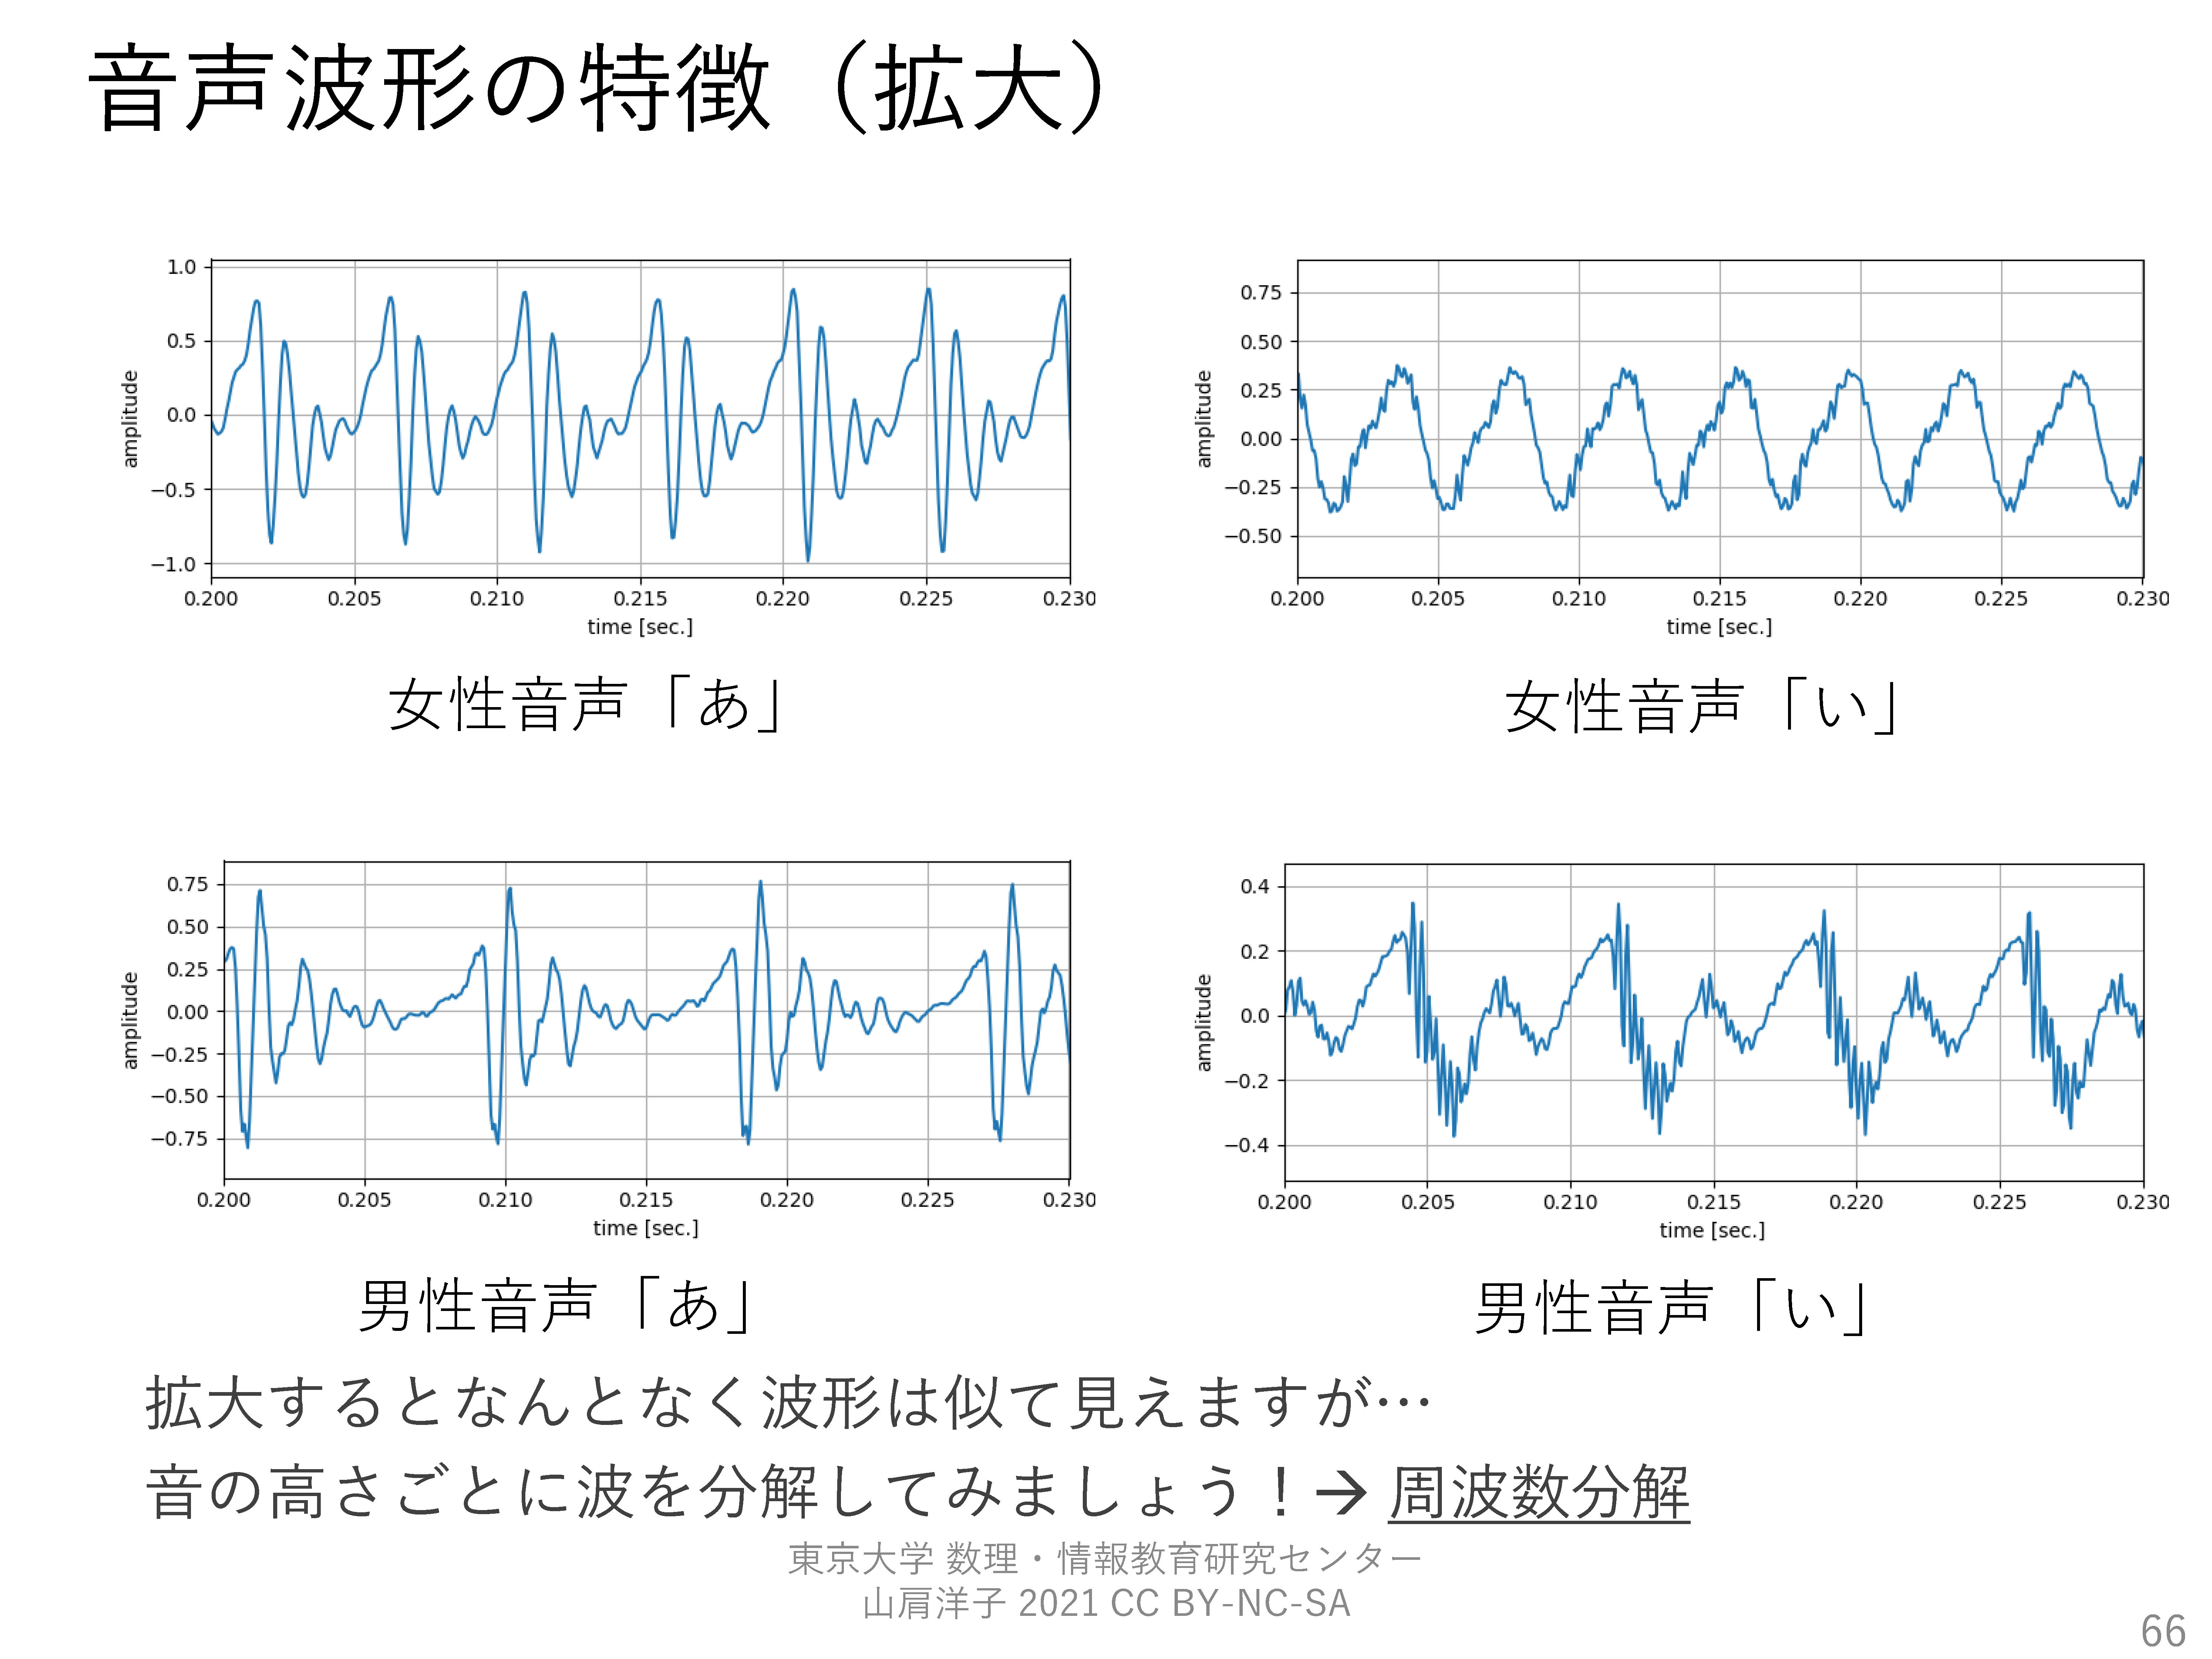 音声波形の特徴（拡大）
1.0
0.5
0.0
−0.5
−1.0
amplitude
0.200 0.205 0.210 0.215 0.220 0.225 0.230
time [sec.]
女性音声「あ」
0.75
0.50
0.25
0.00
−0.25
−0.50
amplitude
0.200 0.205 0.210 0.215 0.220 0.225 0.230
time [sec.]
女性音声「い」
0.75
0.50
0.25
0.00
−0.25
−0.50
−0.75
amplitude
0.200 0.205 0.210 0.215 0.220 0.225 0.230
time [sec.]
男性音声「あ」
0.4
0.2
0.0
−0.2
−0.4
amplitude
0.200 0.205 0.210 0.215 0.220 0.225 0.230
time [sec.]
男性音声「い」
拡大するとなんとなく波形は似て見えますが…
音の高さごとに波を分解してみましょう！→ 周波数分解
東京大学 数理・情報教育研究センター
山肩洋子 2021 CC BY-NC-SA
66